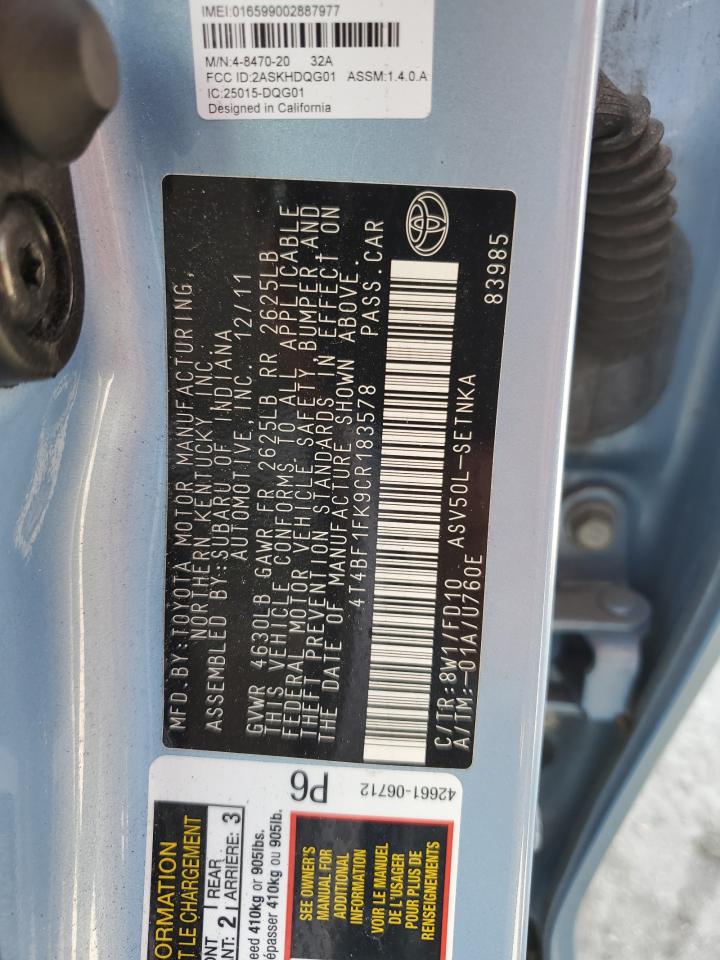 IMEI:016599002887977
M/N:4-8470-20 32A
FCC ID:2ASKHDQG01 ASSM:1.4.0.A
IC:25015-DQG01
Designed in California
MFD.BY:TOYOTA MOTOR MANUFACTURING,
NORTHERN KENTUCKY, INC.
ASSEMBLED BY:SUBARU OF INDIANA
AUTOMOTIVE, INC. 12/11
GVWR 4630LB GAWR FR 2625LB RR 2625LB
THIS VEHICLE CONFORMS TO ALL APPLICABLE
FEDERAL MOTOR VEHICLE SAFETY, BUMPER AND
THEFT PREVENTION STANDARDS IN EFFECT ON
THE DATE OF MANUFACTURE SHOWN ABOVE.
4T4BF1FK9CR183578 PASS.CAR
C/TR:8W1/FD10 ASV50L-SETNKA
A/TM:-01A/U760E 83985
ORMATION
T LE CHARGEMENT
ONT REAR
ANT: 2 ARRIÈRE: 3
eed 410kg or 905lbs.
épasser 410kg ou 905lb.
P6
42661-06712
SEE OWNER'S
MANUAL FOR
ADDITIONAL
INFORMATION
VOIR LE MANUEL
DE L'USAGER
POUR PLUS DE
RENSEIGNEMENTS